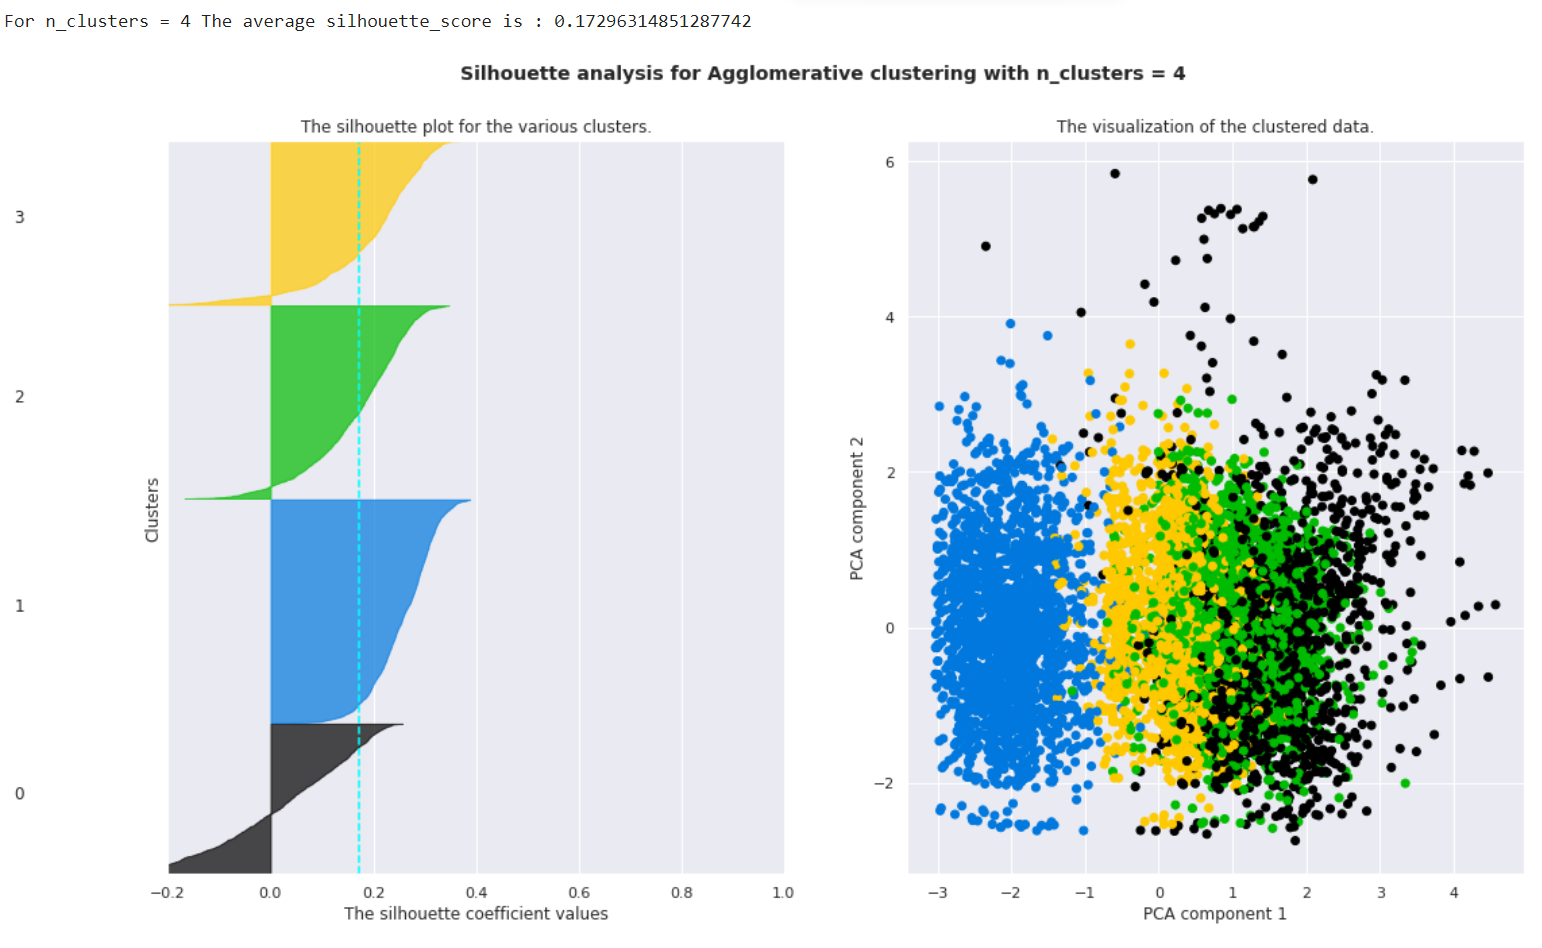 For n_clusters = 4 The average silhouette_score is : 0.17296314851287742
Silhouette analysis for Agglomerative clustering with n_clusters = 4
The silhouette plot for the various clusters.
3
2
1
0
Clusters
−0.2 0.0 0.2 0.4 0.6 0.8 1.0
The silhouette coefficient values
The visualization of the clustered data.
6
4
2
0
−2
PCA component 2
−3 −2 −1 0 1 2 3 4
PCA component 1